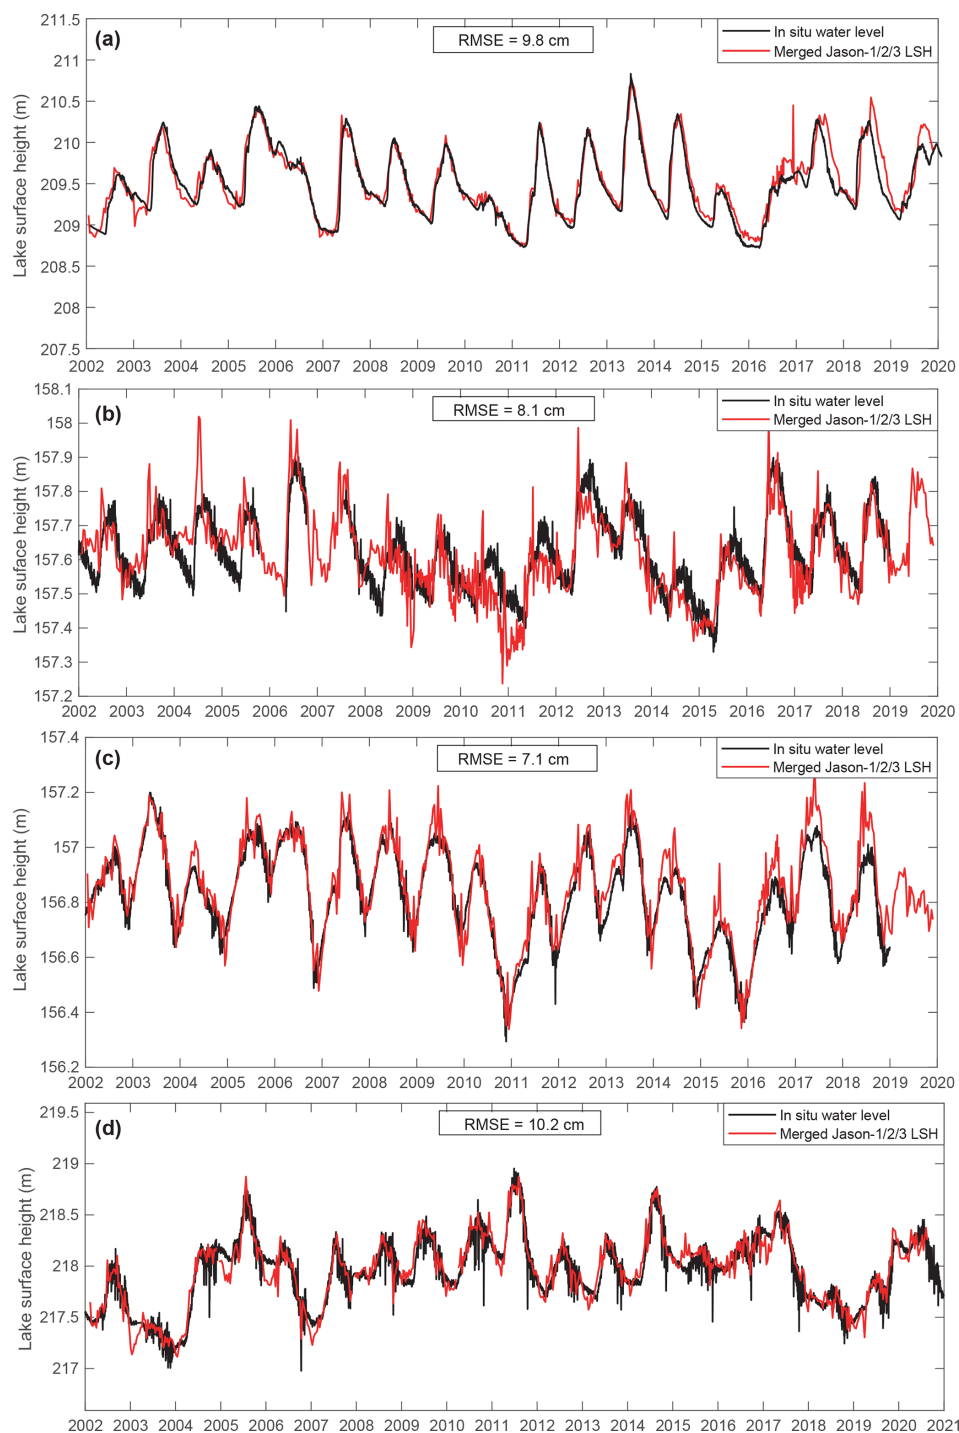 (a)
RMSE = 9.8 cm
In situ water level
Merged Jason-1/2/3 LSH
Lake surface height (m)
211.5
211
210.5
210
209.5
209
208.5
208
207.5
2002 2003 2004 2005 2006 2007 2008 2009 2010 2011 2012 2013 2014 2015 2016 2017 2018 2019 2020
(b)
RMSE = 8.1 cm
In situ water level
Merged Jason-1/2/3 LSH
Lake surface height (m)
158.1
158
157.9
157.8
157.7
157.6
157.5
157.4
157.3
157.2
2002 2003 2004 2005 2006 2007 2008 2009 2010 2011 2012 2013 2014 2015 2016 2017 2018 2019 2020
(c)
RMSE = 7.1 cm
In situ water level
Merged Jason-1/2/3 LSH
Lake surface height (m)
157.4
157.2
157
156.8
156.6
156.4
156.2
2002 2003 2004 2005 2006 2007 2008 2009 2010 2011 2012 2013 2014 2015 2016 2017 2018 2019 2020
(d)
RMSE = 10.2 cm
In situ water level
Merged Jason-1/2/3 LSH
Lake surface height (m)
219.5
219
218.5
218
217.5
217
2002 2003 2004 2005 2006 2007 2008 2009 2010 2011 2012 2013 2014 2015 2016 2017 2018 2019 2020 2021